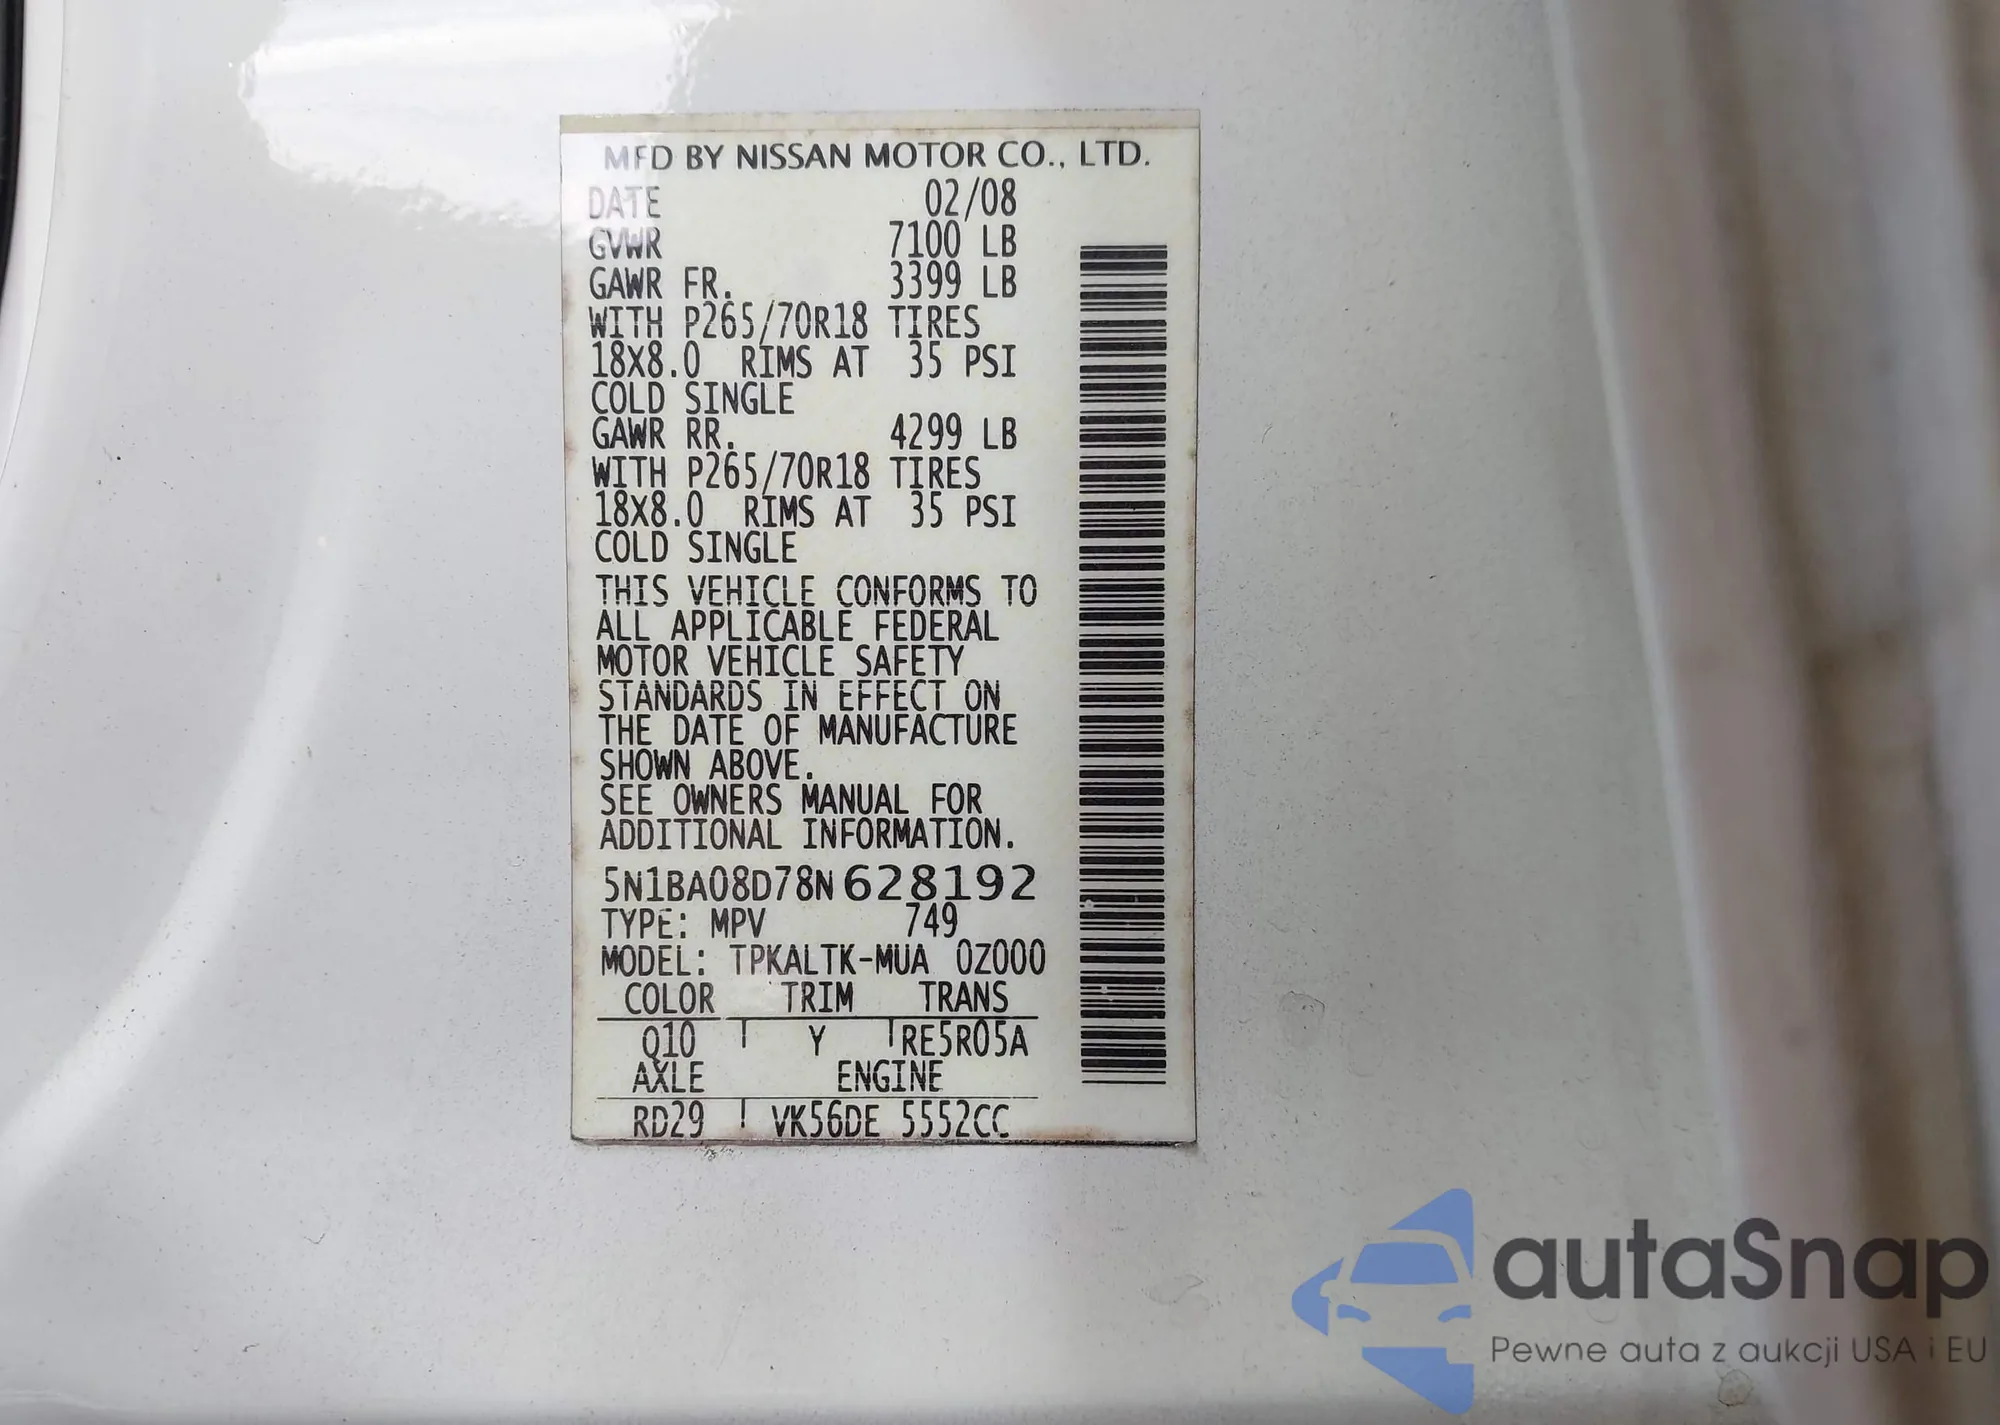 MFD BY NISSAN MOTOR CO., LTD.
DATE 02/08
GVWR 7100 LB
GAWR FR. 3399 LB
WITH P265/70R18 TIRES
18X8.0 RIMS AT 35 PSI
COLD SINGLE
GAWR RR. 4299 LB
WITH P265/70R18 TIRES
18X8.0 RIMS AT 35 PSI
COLD SINGLE
THIS VEHICLE CONFORMS TO
ALL APPLICABLE FEDERAL
MOTOR VEHICLE SAFETY
STANDARDS IN EFFECT ON
THE DATE OF MANUFACTURE
SHOWN ABOVE.
SEE OWNERS MANUAL FOR
ADDITIONAL INFORMATION.
5N1BA08D78N628192
TYPE: MPV 749
MODEL: TPKALTK-MUA 0Z000
COLOR TRIM TRANS
Q10 Y RE5R05A
AXLE ENGINE
RD29 VK56DE 5552CC
autaSnap
Pewne auta z aukcji USA i EU